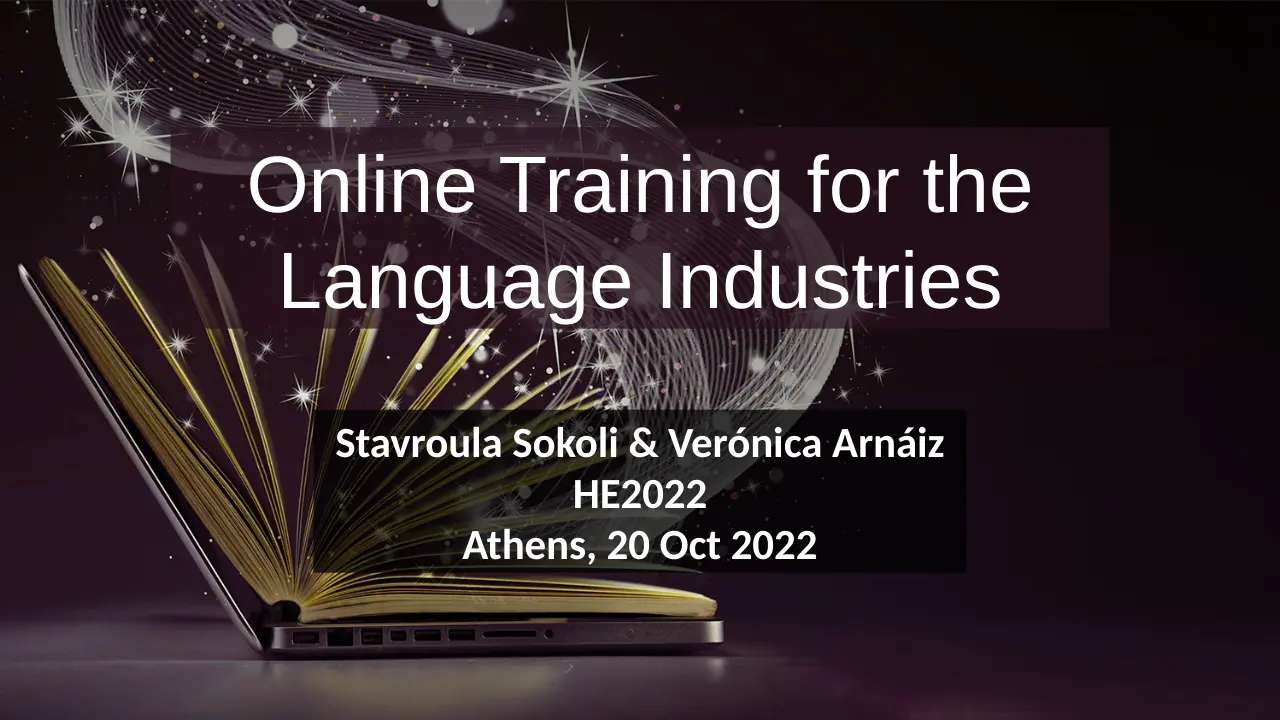 Online Training for the
Language Industries
Stavroula Sokoli & Verónica Arnáiz
HE2022
Athens, 20 Oct 2022